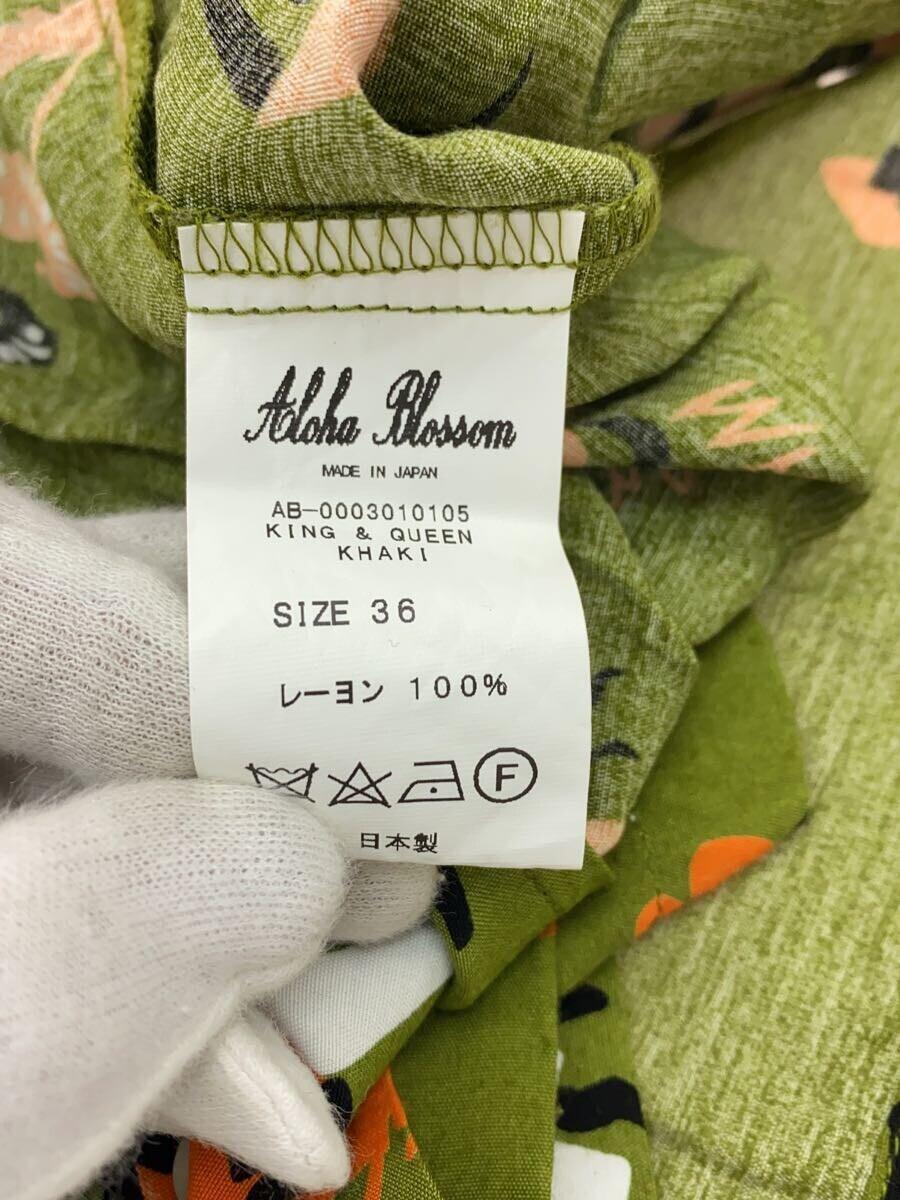 Aloha Blossom
MADE IN JAPAN
AB-0003010105
KING & QUEEN
KHAKI
SIZE 36
レーヨン 100%
F
日本製